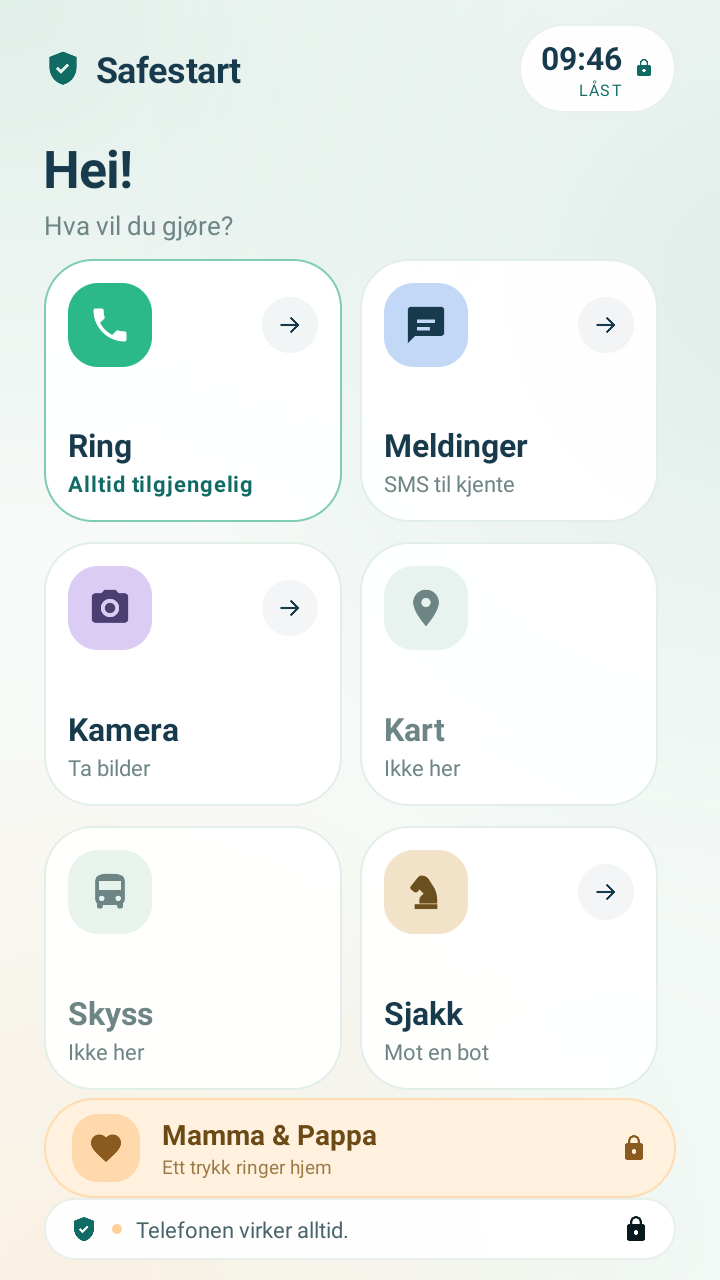 Safestart
09:46
LÅST
Hei!
Hva vil du gjøre?
Ring
Alltid tilgjengelig
Meldinger
SMS til kjente
Kamera
Ta bilder
Kart
Ikke her
Skyss
Ikke her
Sjakk
Mot en bot
Mamma & Pappa
Ett trykk ringer hjem
Telefonen virker alltid.